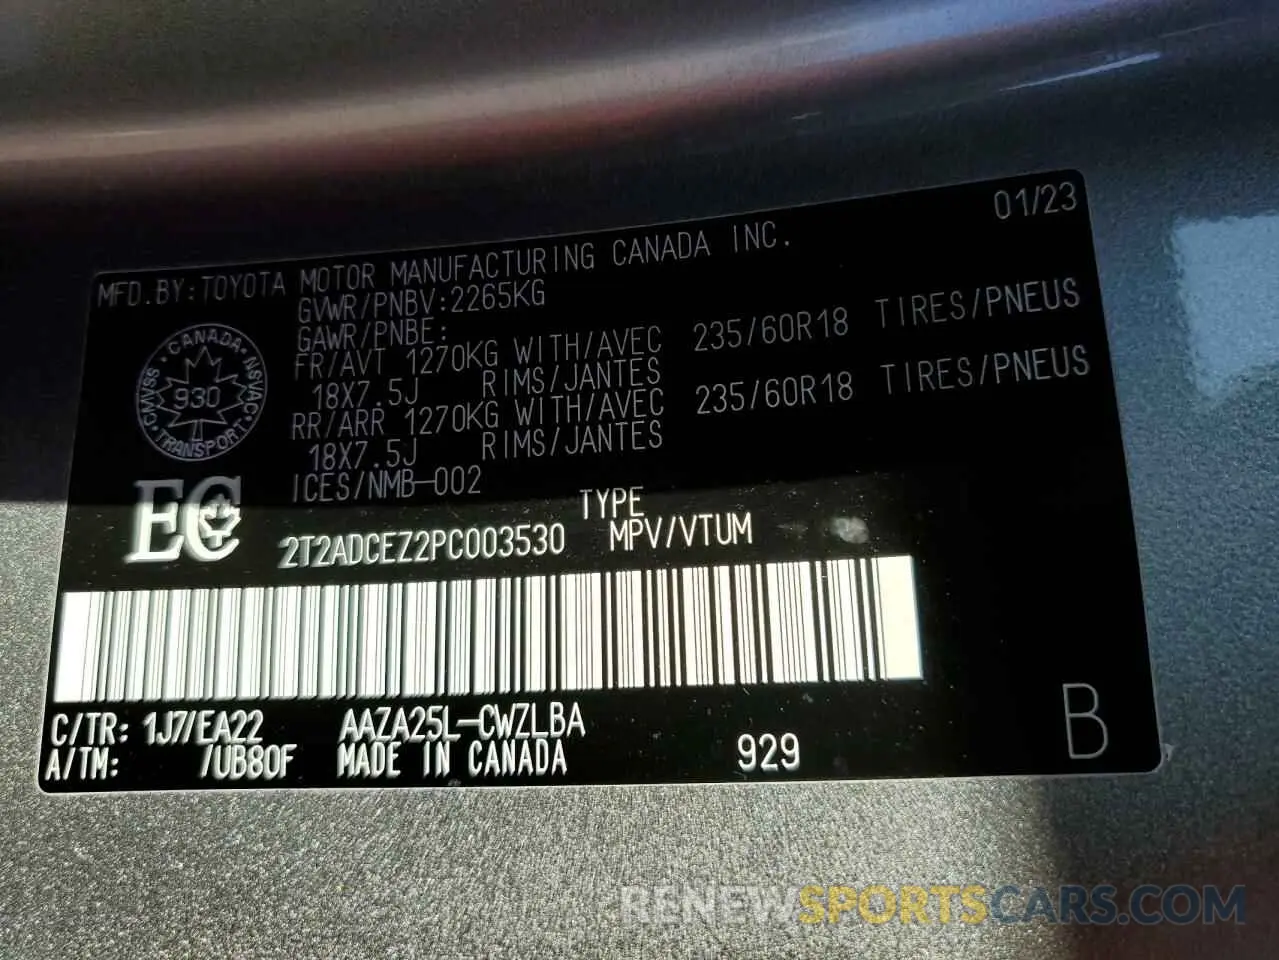 01/23
MFD.BY:TOYOTA MOTOR MANUFACTURING CANADA INC.
GVWR/PNBV:2265KG
GAWR/PNBE:
FR/AVT 1270KG WITH/AVEC 235/60R18 TIRES/PNEUS
18X7.5J RIMS/JANTES
RR/ARR 1270KG WITH/AVEC 235/60R18 TIRES/PNEUS
18X7.5J RIMS/JANTES
ICES/NMB-002
CANADA
930
TRANSPORT
CMVSS
NSVAC
EC
TYPE
2T2ADCEZ2PC003530 MPV/VTUM
C/TR: 1J7/EA22 AAZA25L-CWZLBA
A/TM: /UB80F MADE IN CANADA 929
B
RENEWSPORTSCARS.COM